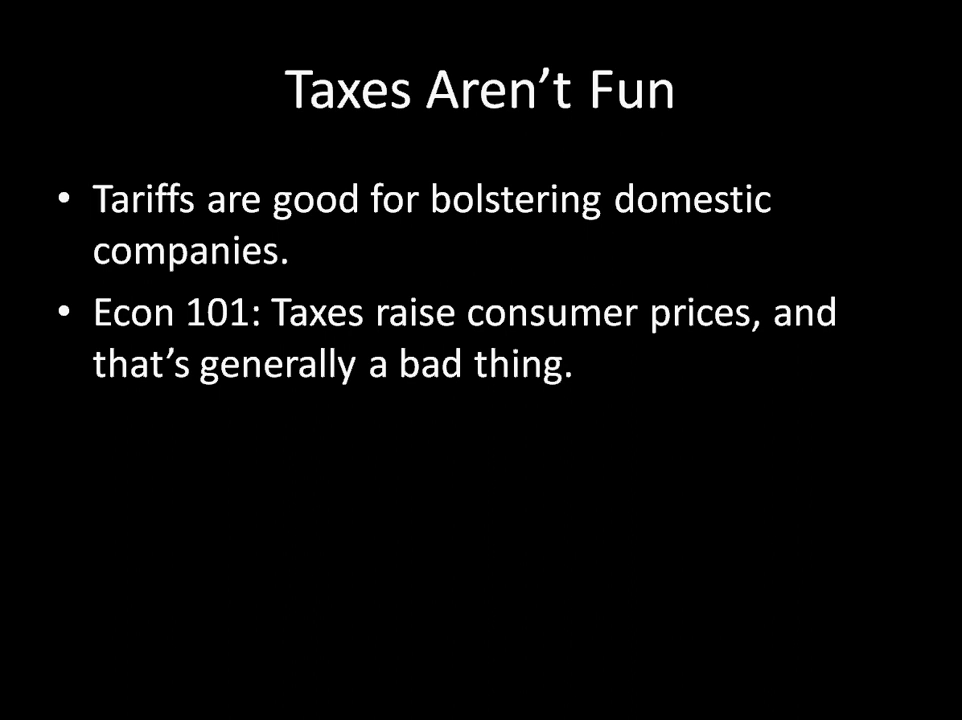 Taxes Aren’t Fun
• Tariffs are good for bolstering domestic
companies.
• Econ 101: Taxes raise consumer prices, and
that’s generally a bad thing.